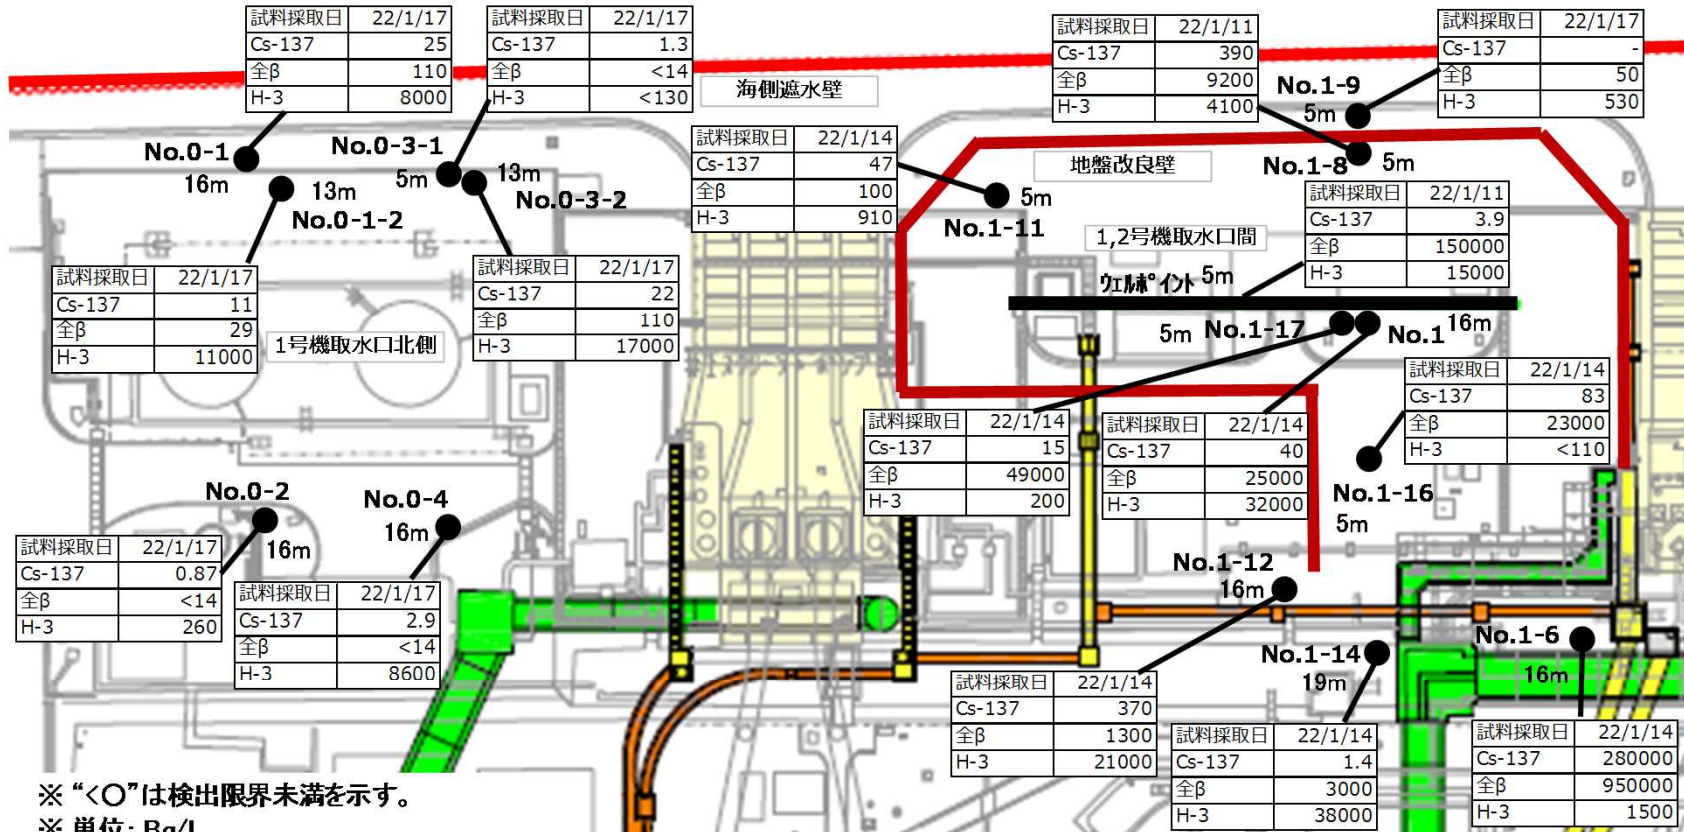 試料採取日 22/1/17
Cs-137 25
全β 110
H-3 8000
試料採取日 22/1/17
Cs-137 1.3
全β <14
H-3 <130
海側遮水壁
試料採取日 22/1/11
Cs-137 390
全β 9200
H-3 4100
試料採取日 22/1/17
Cs-137 -
全β 50
H-3 530
No.1-9
5m
No.0-1
16m
No.0-3-1
5m
13m
No.0-1-2
13m
No.0-3-2
試料採取日 22/1/14
Cs-137 47
全β 100
H-3 910
地盤改良壁
No.1-8
5m
5m
No.1-11
試料採取日 22/1/11
Cs-137 3.9
全β 150000
H-3 15000
1,2号機取水口間
ウェルポイント 5m
試料採取日 22/1/17
Cs-137 11
全β 29
H-3 11000
1号機取水口北側
試料採取日 22/1/17
Cs-137 22
全β 110
H-3 17000
5m
No.1-17
No.1
16m
試料採取日 22/1/14
Cs-137 83
全β 23000
H-3 <110
試料採取日 22/1/14
Cs-137 15
全β 49000
H-3 200
試料採取日 22/1/14
Cs-137 40
全β 25000
H-3 32000
No.1-16
5m
No.0-2
16m
No.0-4
16m
試料採取日 22/1/17
Cs-137 0.87
全β <14
H-3 260
試料採取日 22/1/17
Cs-137 2.9
全β <14
H-3 8600
No.1-12
16m
No.1-14
19m
No.1-6
16m
試料採取日 22/1/14
Cs-137 370
全β 1300
H-3 21000
試料採取日 22/1/14
Cs-137 1.4
全β 3000
H-3 38000
試料採取日 22/1/14
Cs-137 280000
全β 950000
H-3 1500
※ “<○”は検出限界未満を示す。
※ 単位: Bq/L